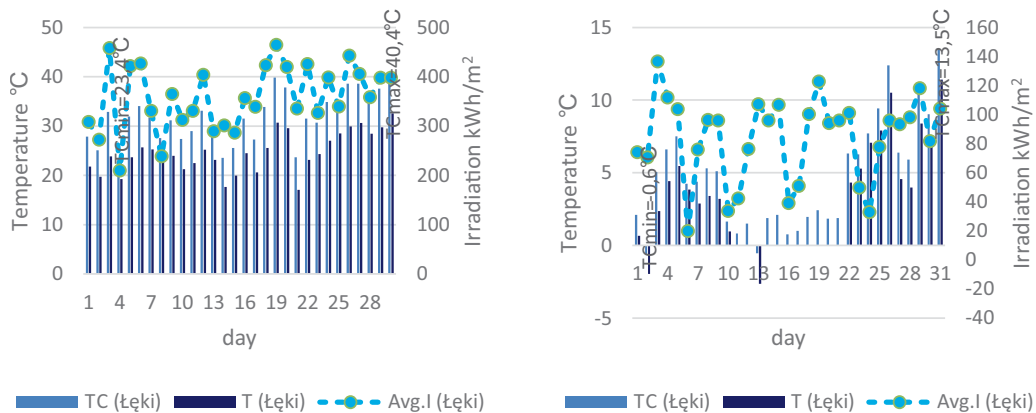 50
40
30
20
10
0
Temperature °C
500
400
300
200
100
0
Irradiation kWh/m²
TCmin=23,4°C
TCmax=40,4°C
1 4 7 10 13 16 19 22 25 28
day
TC (Łęki) T (Łęki) Avg.I (Łęki)
15
10
5
0
-5
Temperature °C
160
140
120
100
80
60
40
20
0
-20
-40
Irradiation kWh/m²
TCmin=-0,6°C
TCmax=13,5°C
1 4 7 10 13 16 19 22 25 28 31
day
TC (Łęki) T (Łęki) Avg.I (Łęki)